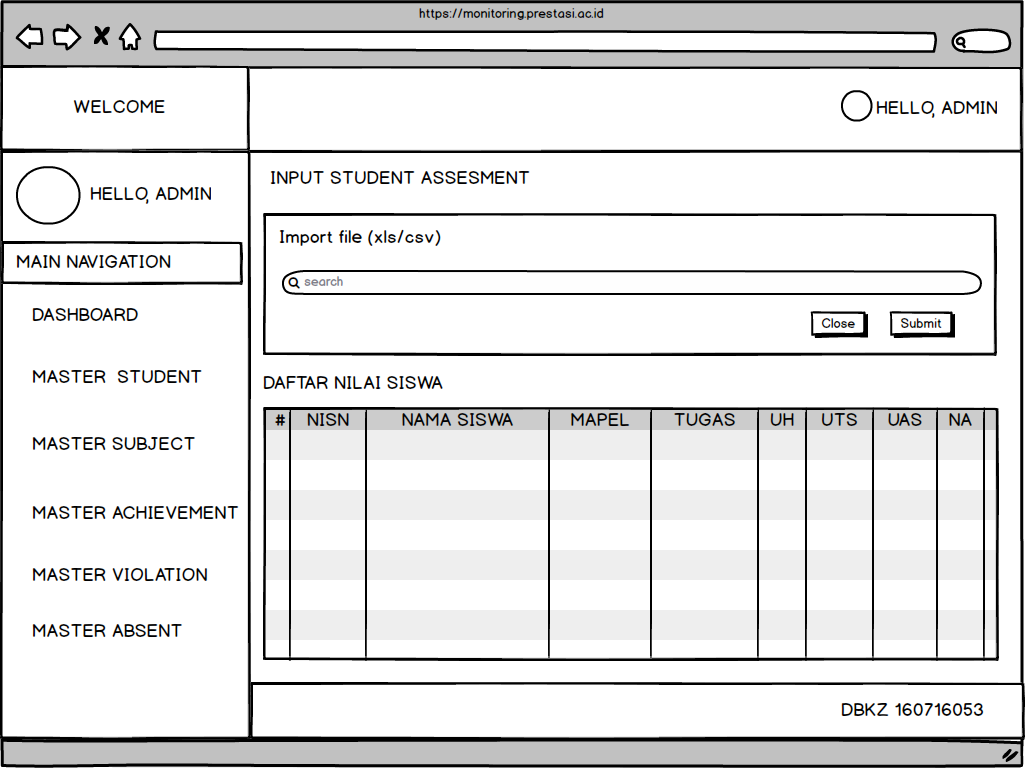 https://monitoring.prestasi.ac.id
WELCOME
HELLO, ADMIN
HELLO, ADMIN
MAIN NAVIGATION
DASHBOARD
MASTER STUDENT
MASTER SUBJECT
MASTER ACHIEVEMENT
MASTER VIOLATION
MASTER ABSENT
INPUT STUDENT ASSESMENT
Import file (xls/csv)
search
Close Submit
DAFTAR NILAI SISWA
# NISN NAMA SISWA MAPEL TUGAS UH UTS UAS NA
DBKZ 160716053